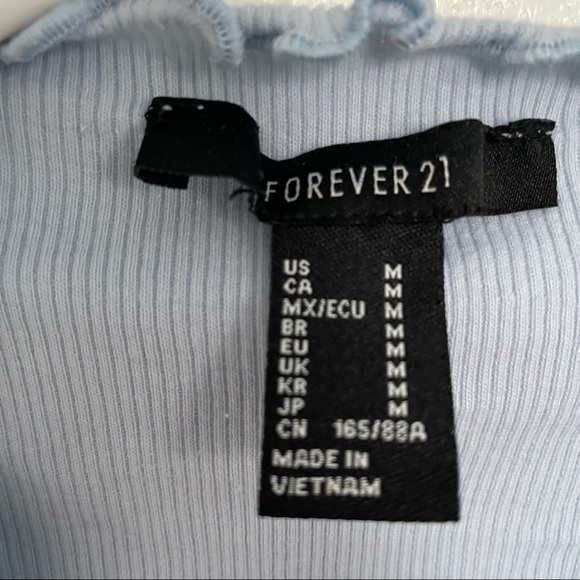 FOREVER 21
US M
CA M
MX/ECU M
BR M
EU M
UK M
KR M
JP M
CN 165/88A
MADE IN
VIETNAM